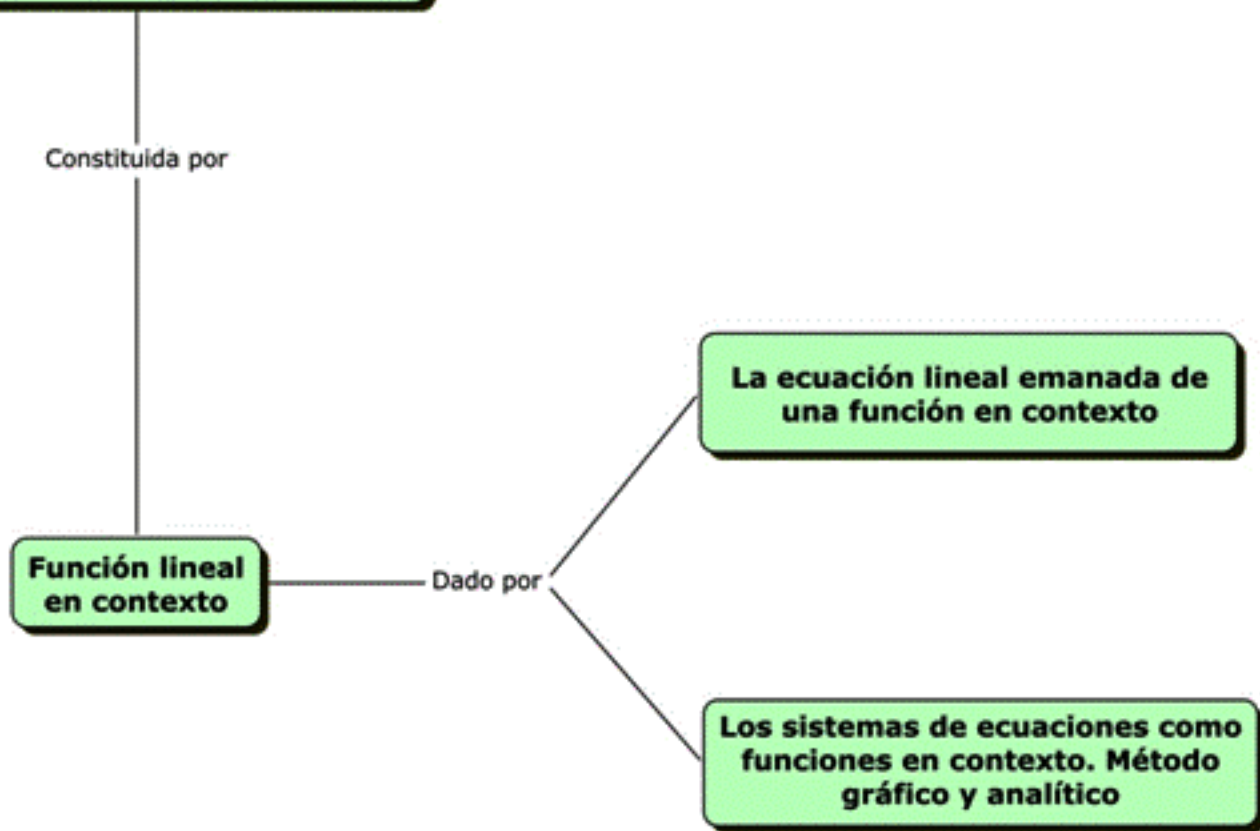 Constituida por
La ecuación lineal emanada de
una función en contexto
Función lineal
en contexto
Dado por
Los sistemas de ecuaciones como
funciones en contexto. Método
gráfico y analítico